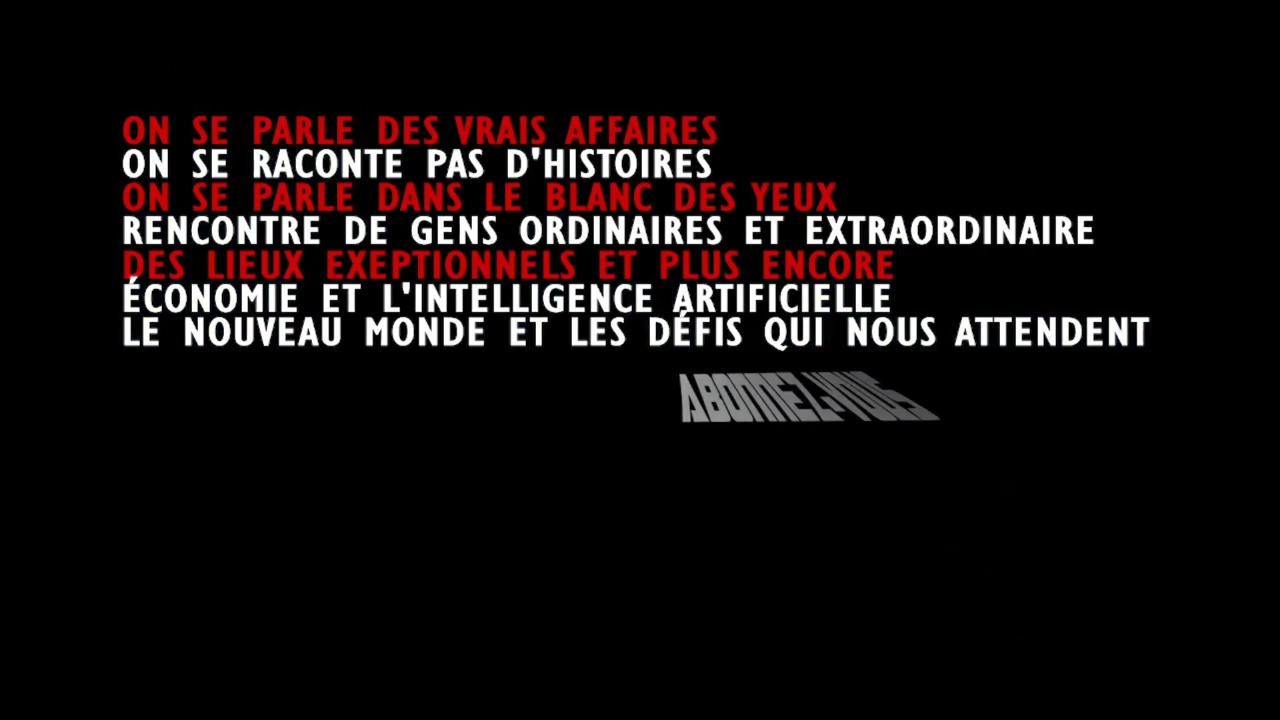 ON SE PARLE DES VRAIS AFFAIRES
ON SE RACONTE PAS D'HISTOIRES
ON SE PARLE DANS LE BLANC DES YEUX
RENCONTRE DE GENS ORDINAIRES ET EXTRAORDINAIRE
DES LIEUX EXEPTIONNELS ET PLUS ENCORE
ÉCONOMIE ET L'INTELLIGENCE ARTIFICIELLE
LE NOUVEAU MONDE ET LES DÉFIS QUI NOUS ATTENDENT
ABONNEZ-VOUS